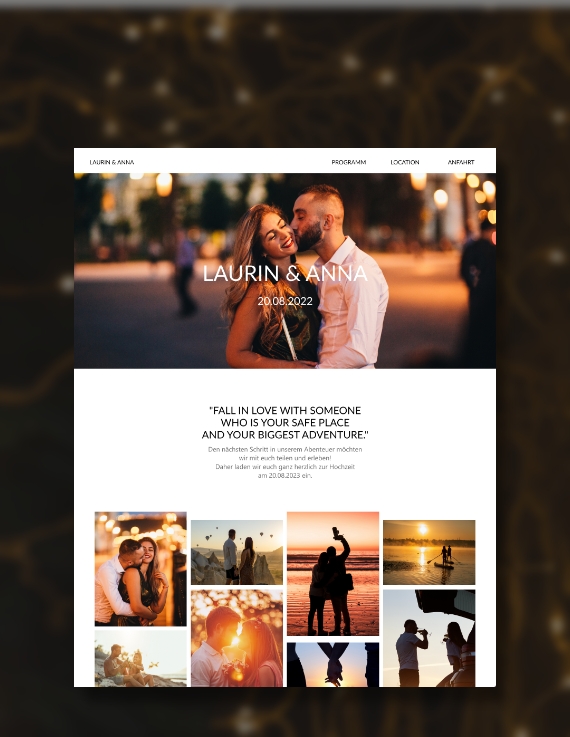 LAURIN & ANNA
PROGRAMM
LOCATION
ANFAHRT
LAURIN & ANNA
20.08.2022
"FALL IN LOVE WITH SOMEONE
WHO IS YOUR SAFE PLACE
AND YOUR BIGGEST ADVENTURE."
Den nächsten Schritt in unserem Abenteuer möchten
wir mit euch teilen und erleben!
Daher laden wir euch ganz herzlich zur Hochzeit
am 20.08.2023 ein.